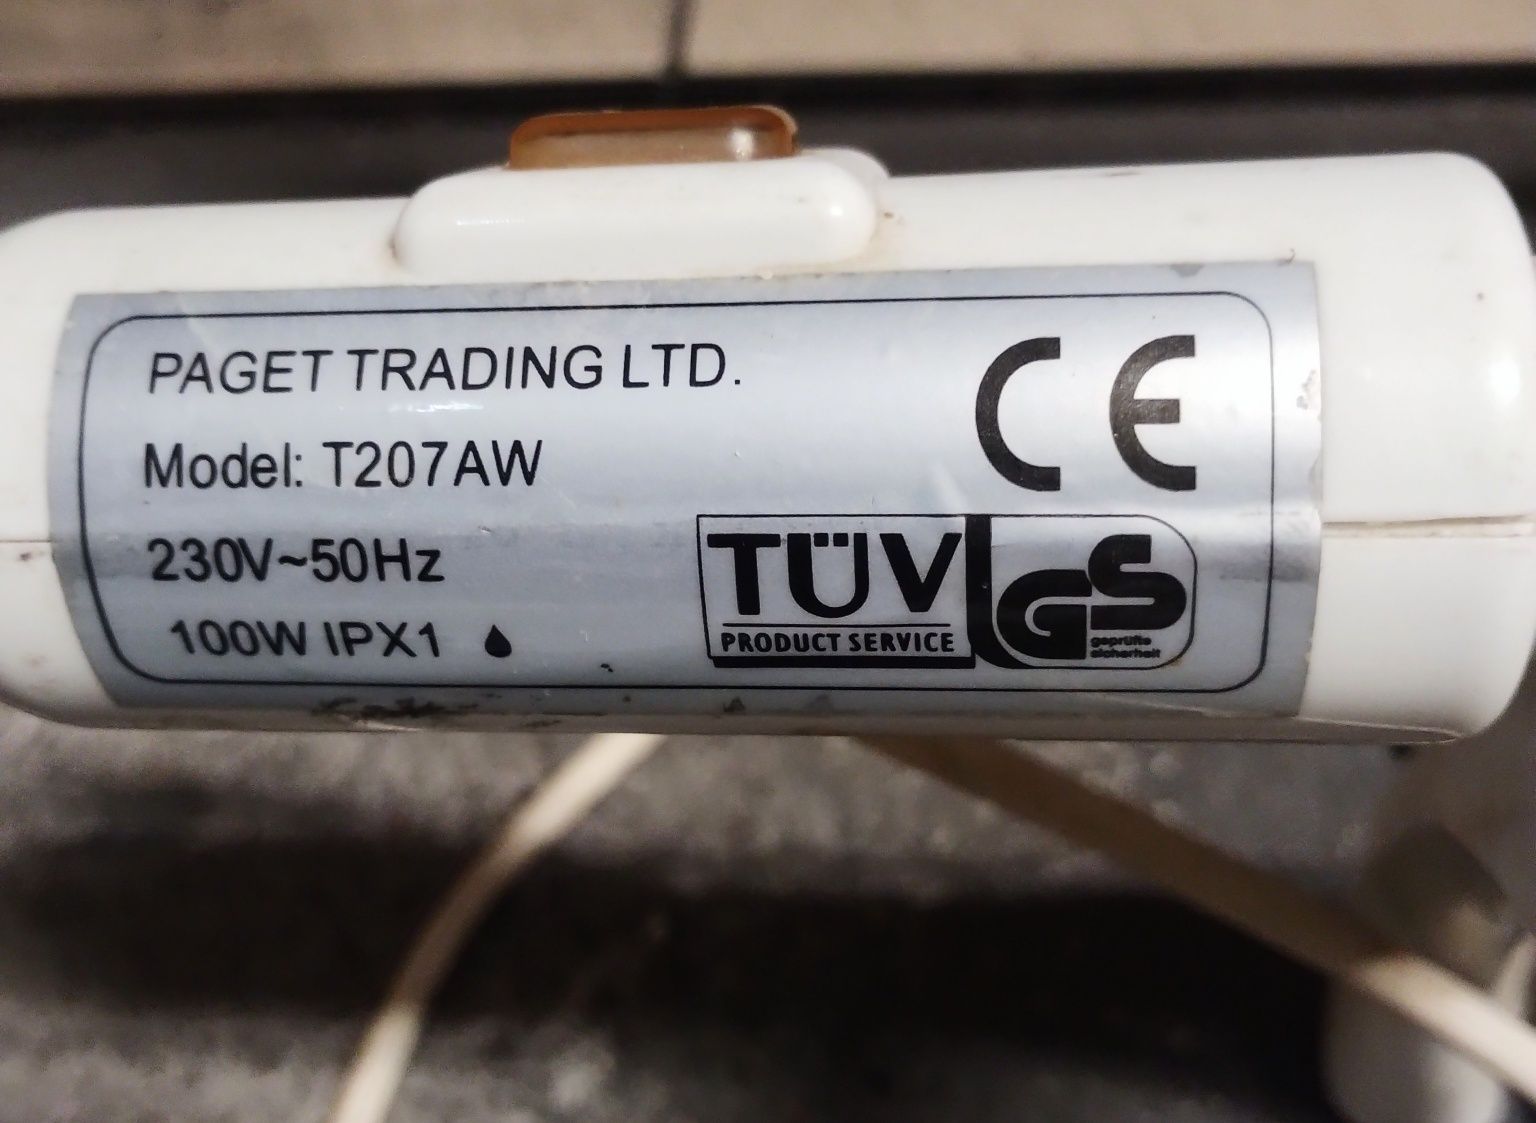 PAGET TRADING LTD.
CE
Model: T207AW
230V~50Hz
100W IPX1
TÜV
PRODUCT SERVICE
GS
geprüfte
sicherheit